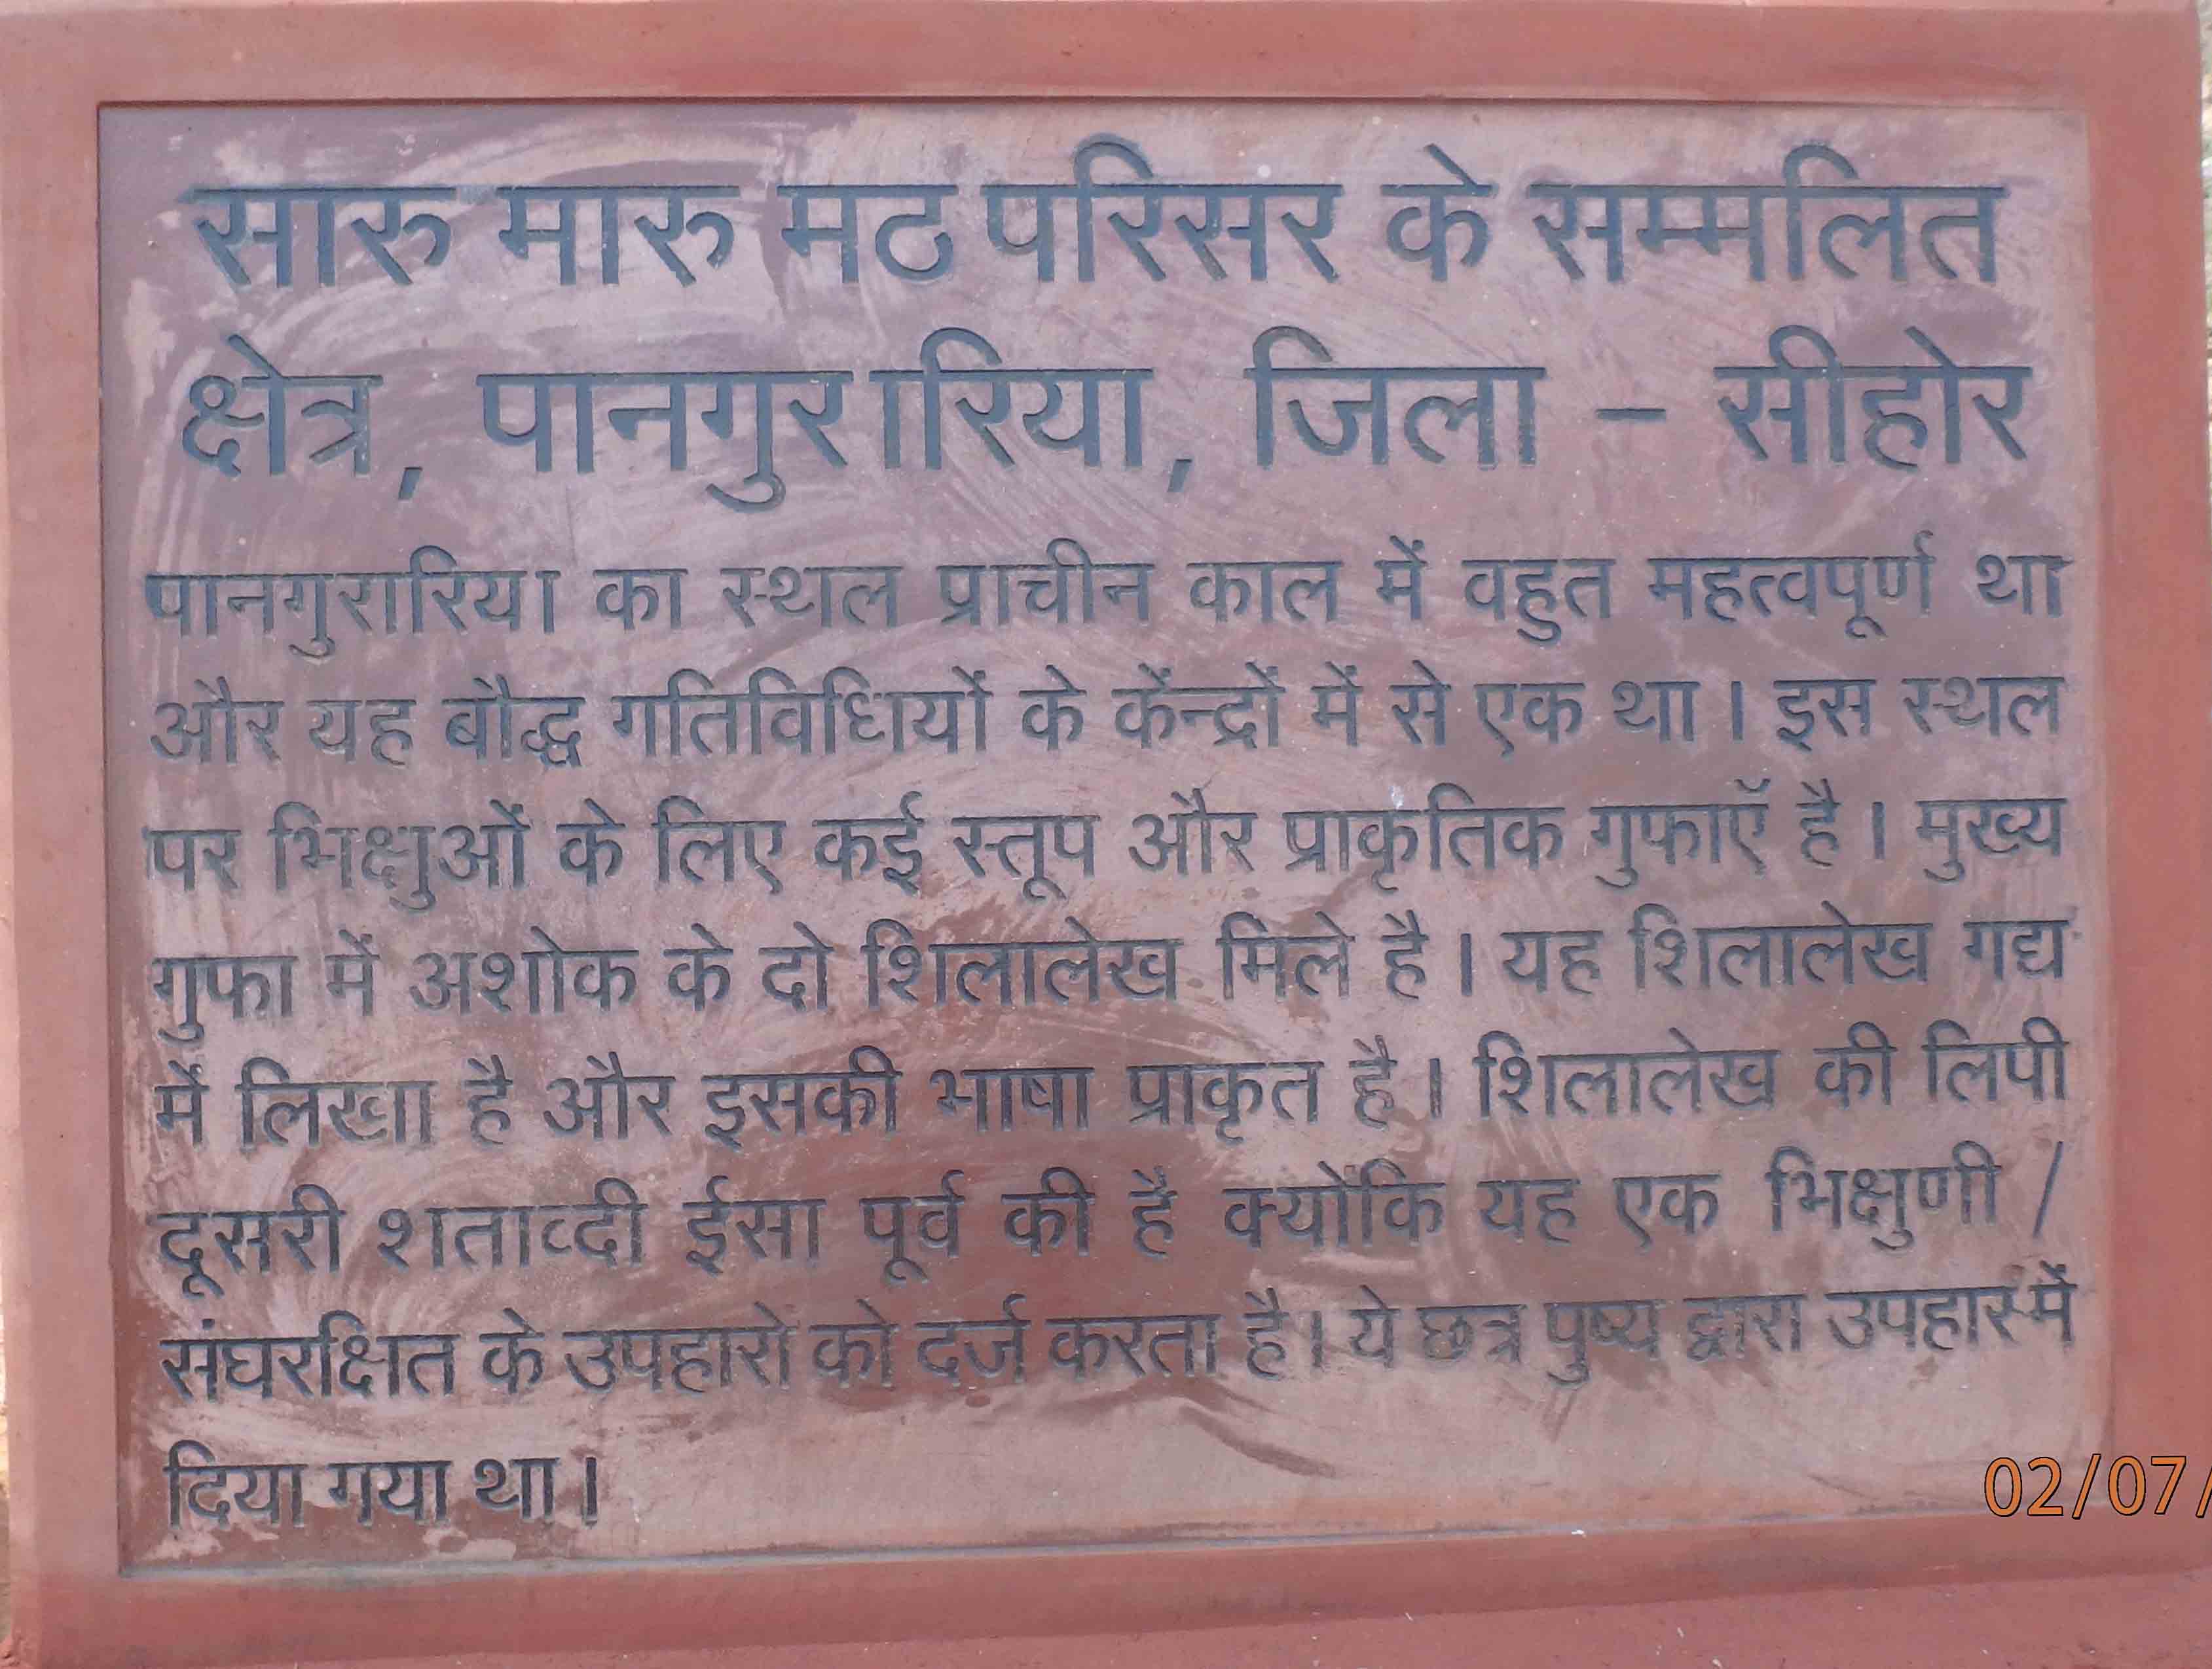 सारु मारु मठ परिसर के सम्मलित
क्षेत्र, पानगुरारिया, जिला – सीहोर
पानगुरारिया का स्थल प्राचीन काल में वहुत महत्वपूर्ण था
और यह बौद्ध गतिविधियों के केंन्द्रों में से एक था । इस स्थल
पर भिक्षुओं के लिए कई स्तूप और प्राकृतिक गुफाएॅ है । मुख्य
गुफा में अशोक के दो शिलालेख मिले है । यह शिलालेख गद्य
में लिखा है और इसकी भाषा प्राकृत है । शिलालेख की लिपी
दूसरी शताव्दी ईसा पूर्व की है क्योंकि यह एक भिक्षुणी /
संघरक्षित के उपहारों को दर्ज करता है । ये छत्र पुष्य द्वारा उपहार में
दिया गया था ।
02/07/